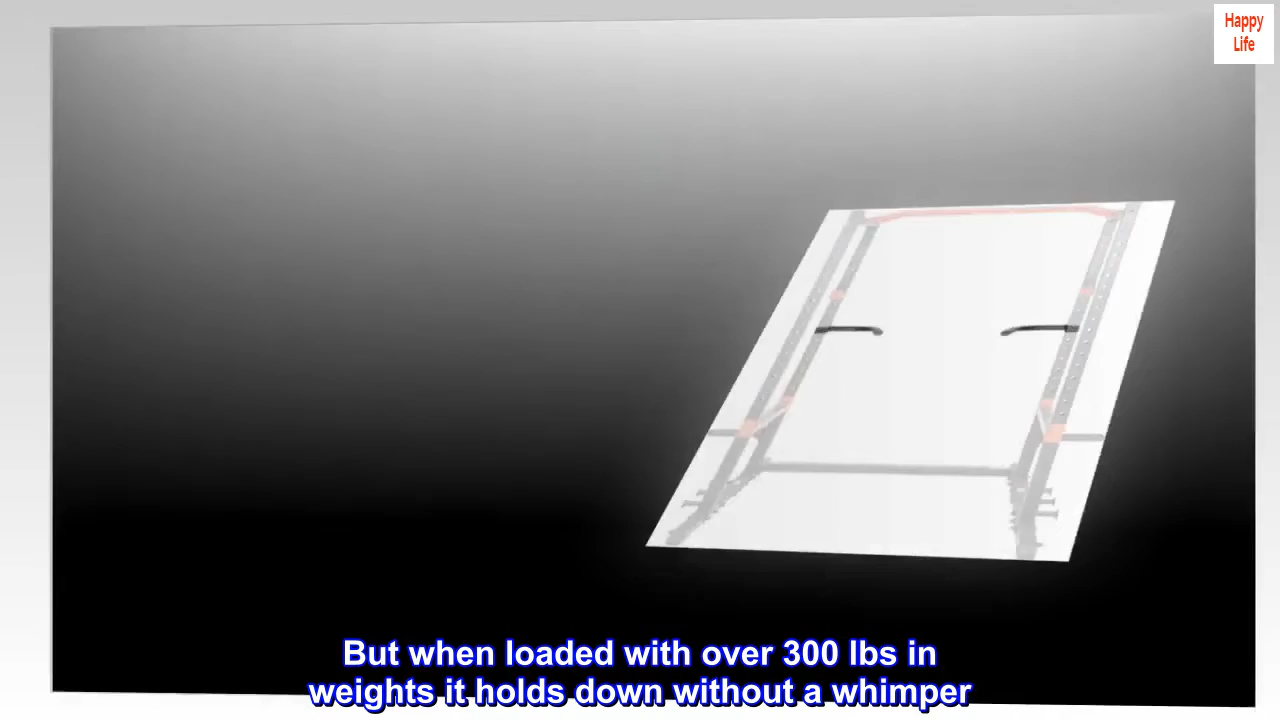 Happy
Life
But when loaded with over 300 lbs in
weights it holds down without a whimper